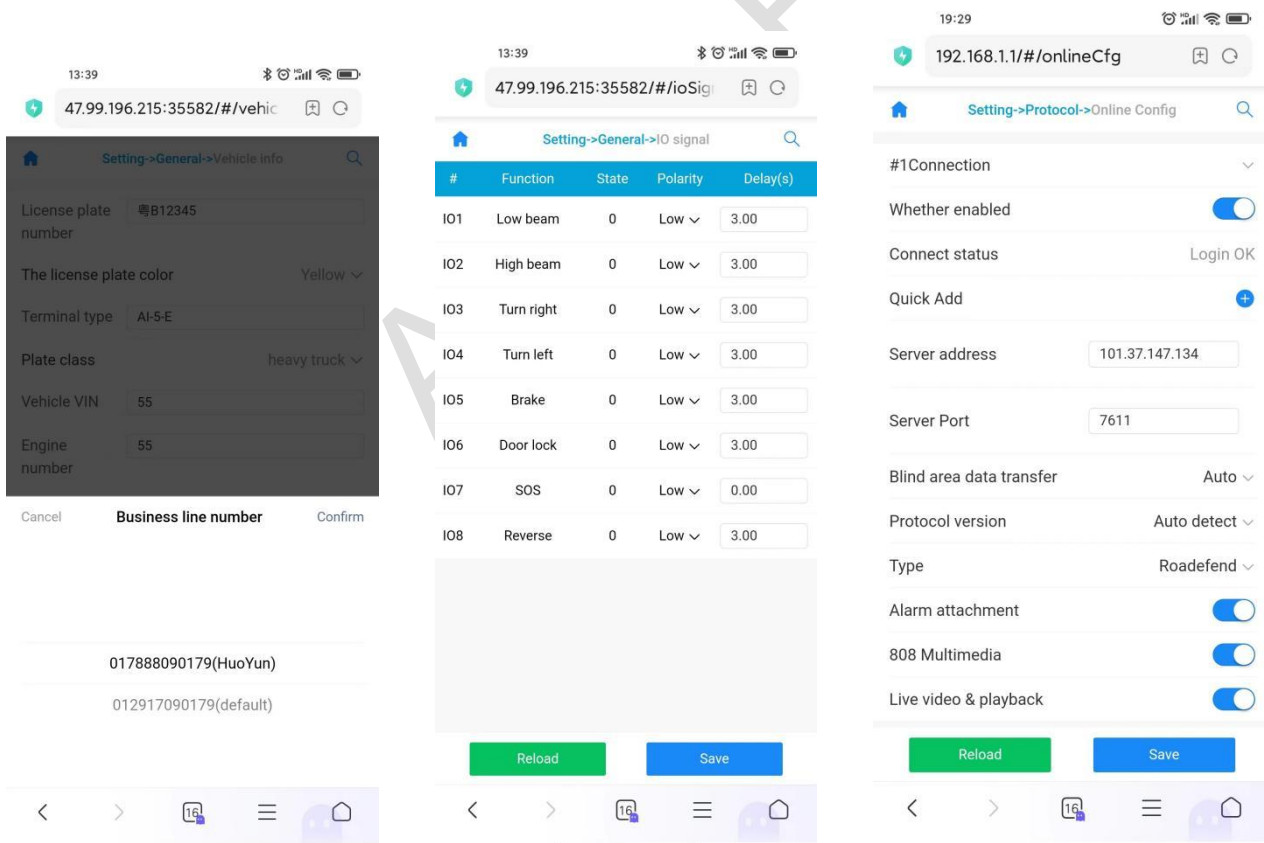 13:39
47.99.196.215:35582/#/vehic
Setting->General->Vehicle info
License plate number 粤B12345
The license plate color Yellow
Terminal type AI-5-E
Plate class heavy truck
Vehicle VIN 55
Engine number 55
Cancel Business line number Confirm
017888090179(HuoYun)
012917090179(default)
16
13:39
47.99.196.215:35582/#/ioSig
Setting->General->IO signal
# Function State Polarity Delay(s)
IO1 Low beam 0 Low 3.00
IO2 High beam 0 Low 3.00
IO3 Turn right 0 Low 3.00
IO4 Turn left 0 Low 3.00
IO5 Brake 0 Low 3.00
IO6 Door lock 0 Low 3.00
IO7 SOS 0 Low 0.00
IO8 Reverse 0 Low 3.00
Reload Save
16
19:29
192.168.1.1/#/onlineCfg
Setting->Protocol->Online Config
#1Connection
Whether enabled
Connect status Login OK
Quick Add
Server address 101.37.147.134
Server Port 7611
Blind area data transfer Auto
Protocol version Auto detect
Type Roadefend
Alarm attachment
808 Multimedia
Live video & playback
Reload Save
16